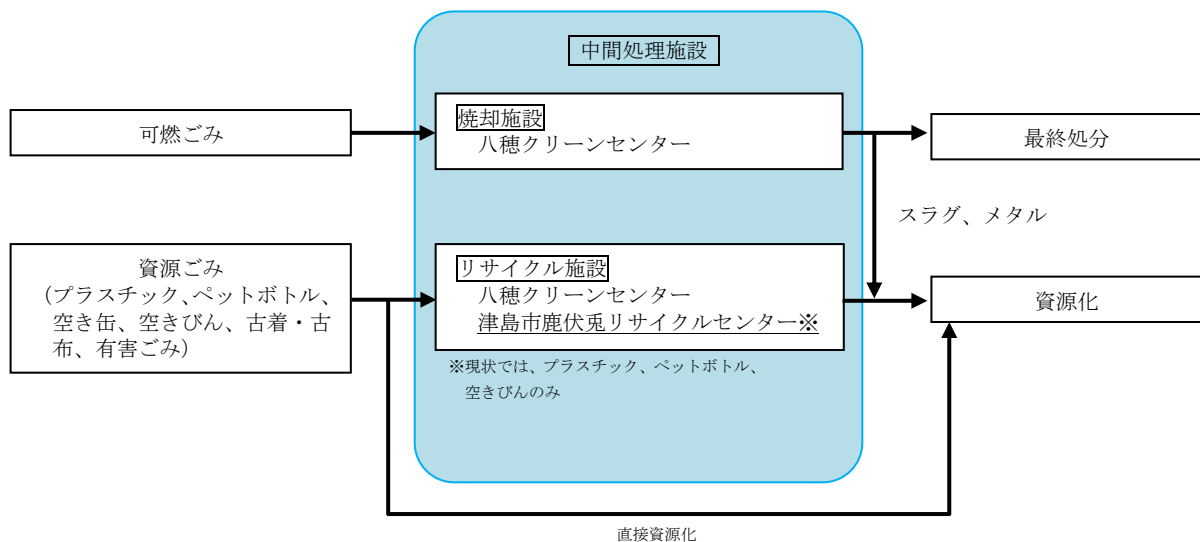 中間処理施設
可燃ごみ
焼却施設
八穂クリーンセンター
最終処分
スラグ、メタル
資源ごみ
（プラスチック、ペットボトル、
空き缶、空きびん、古着・古
布、有害ごみ）
リサイクル施設
八穂クリーンセンター
津島市鹿伏兎リサイクルセンター※
資源化
※現状では、プラスチック、ペットボトル、
空きびんのみ
直接資源化